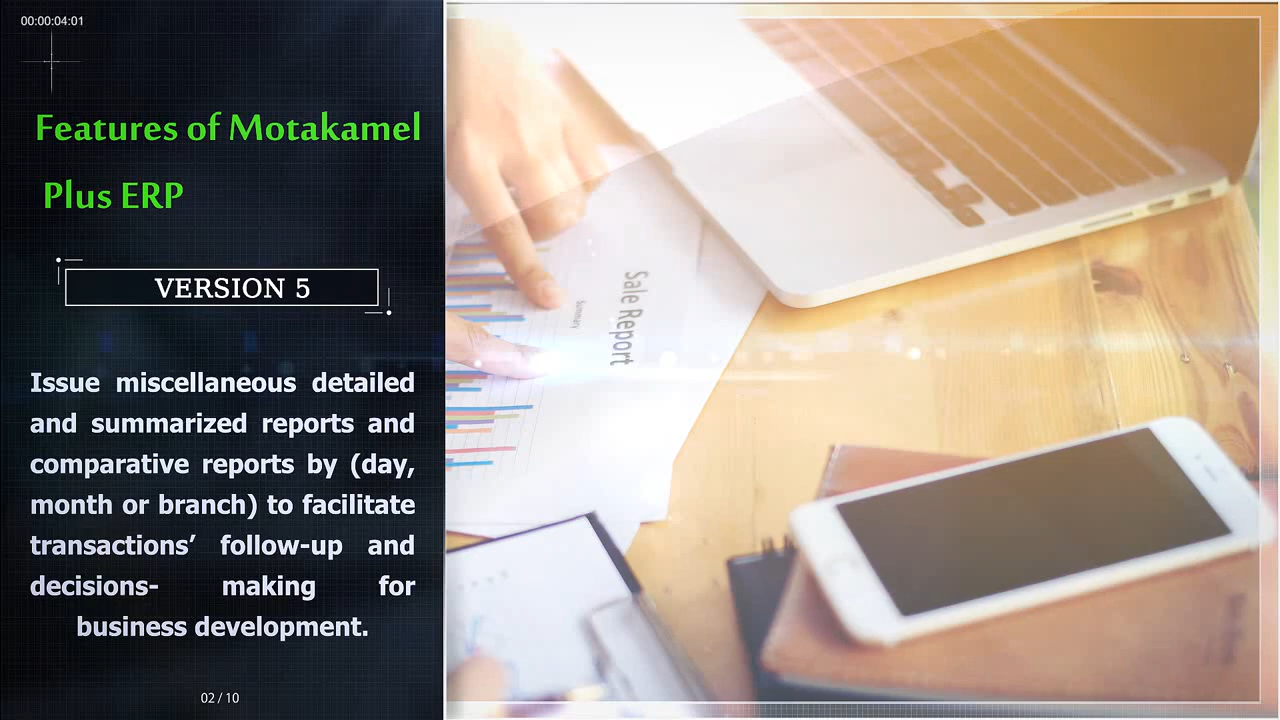 00:00:04:01
Features of Motakamel
Plus ERP
VERSION 5
Issue miscellaneous detailed
and summarized reports and
comparative reports by (day,
month or branch) to facilitate
transactions’ follow-up and
decisions- making for
business development.
02 / 10
Sale Report
Summary